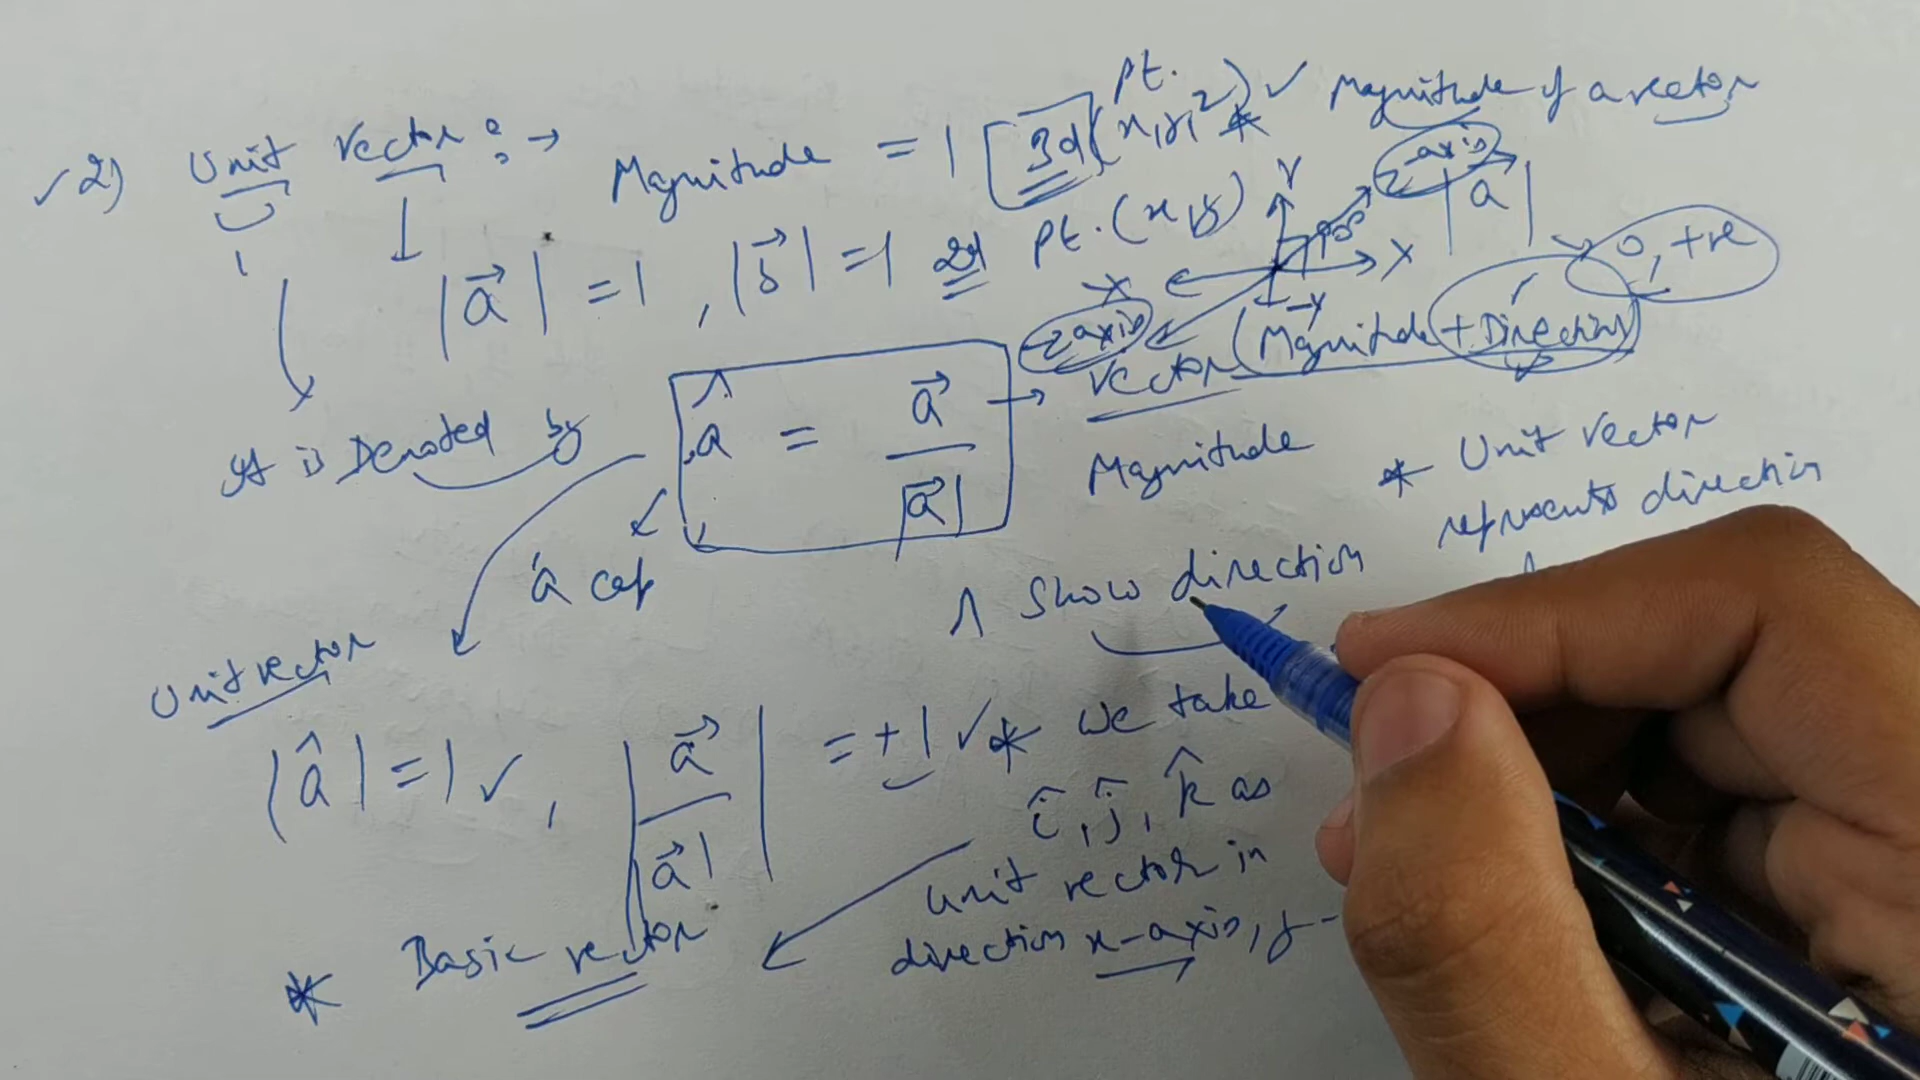 2) Unit vector : → Magnitude = 1
3d pt. (x, y, z) ✓ Magnitude of a vector
|a⃗| = 1 , |b⃗| = 1
2d pt. (x, y)
Y
z axis
X
-X
-Y
-z axis
|a|
0, +ve
It is Denoted by
â = a⃗ / |a⃗| → vector (Magnitude + Direction)
Magnitude
a cap
* Unit vector
represents direction
∧ Show direction
Unit vector
|â| = 1 ✓ , |a⃗ / |a⃗|| = +1 ✓
* We take
î, ĵ, k̂ as
unit vector in
direction x-axis, y-
* Basic vector